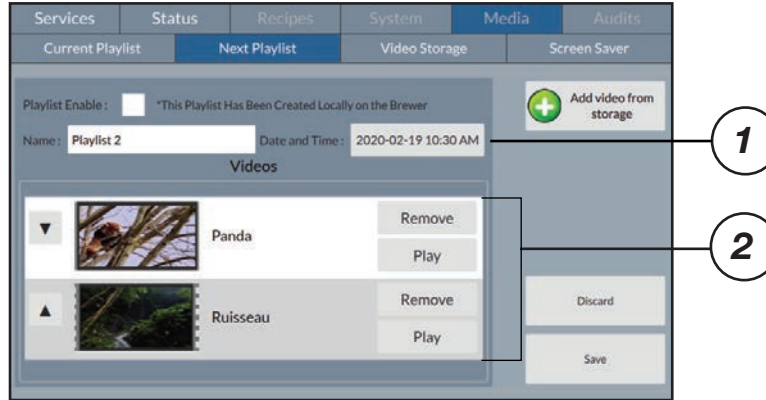 Services Status Recipes System Media Audits
Current Playlist Next Playlist Video Storage Screen Saver
Playlist Enable : *This Playlist Has Been Created Locally on the Brewer
Add video from
storage
Name : Playlist 2 Date and Time : 2020-02-19 10:30 AM
1
Videos
▼ Panda Remove
Play
2
▲ Ruisseau Remove
Play
Discard
Save